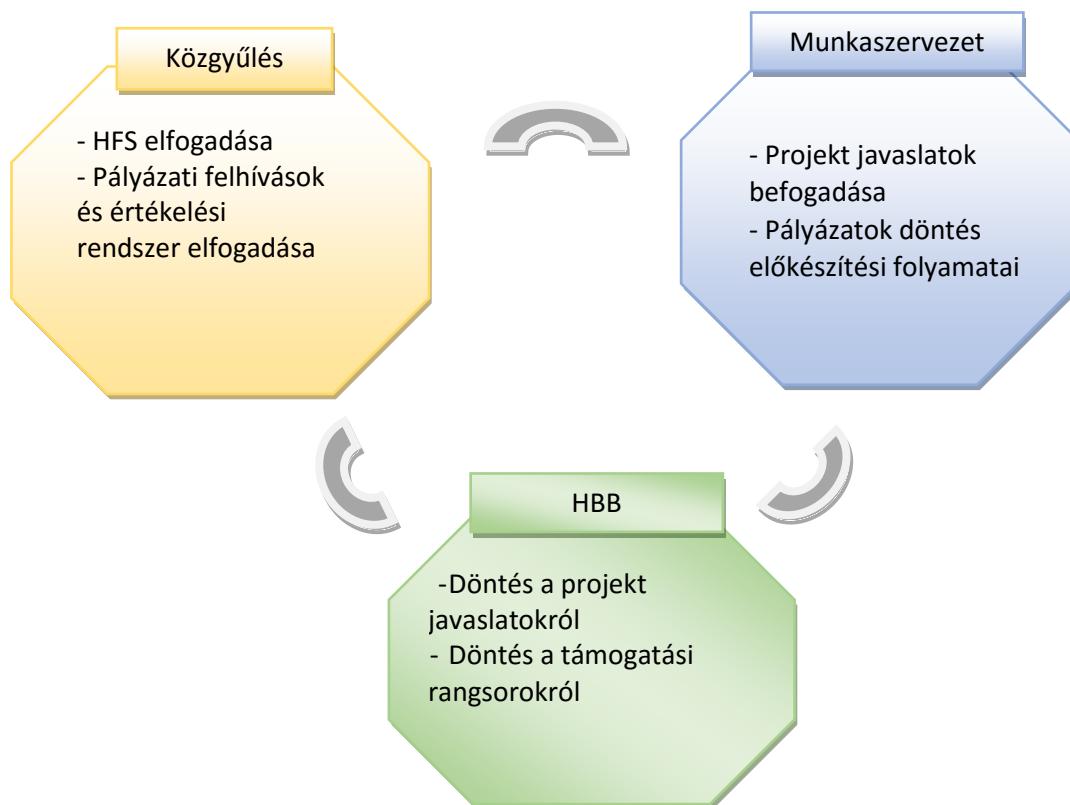 Közgyűlés
- HFS elfogadása
- Pályázati felhívások
és értékelési
rendszer elfogadása
Munkaszervezet
- Projekt javaslatok
befogadása
- Pályázatok döntés
előkészítési folyamatai
HBB
-Döntés a projekt
javaslatokról
- Döntés a támogatási
rangsorokról